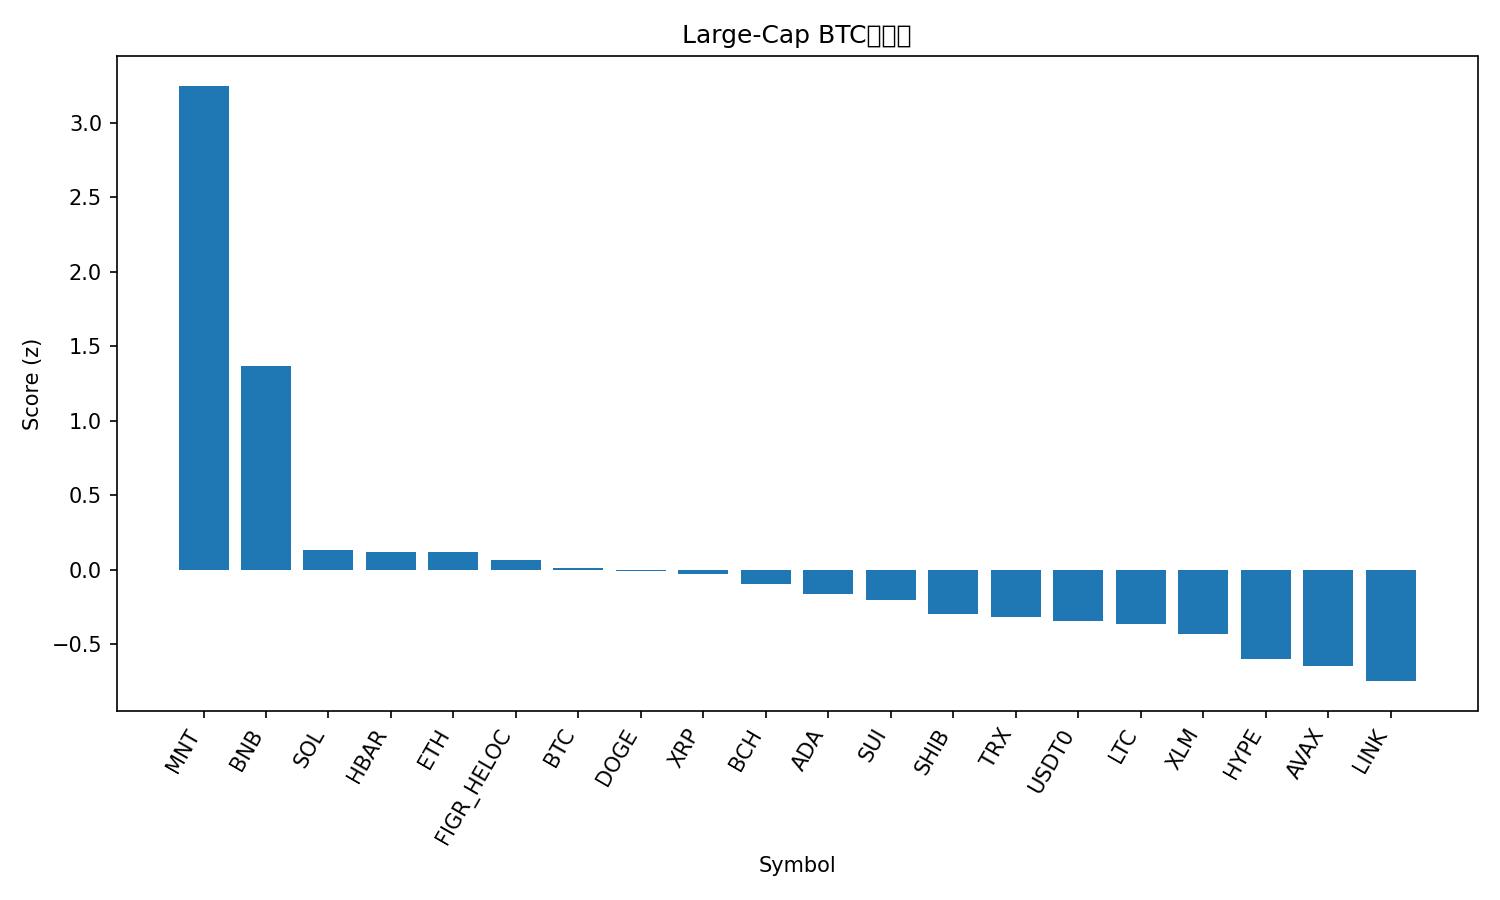 Large-Cap BTC
Score (z)
3.0
2.5
2.0
1.5
1.0
0.5
0.0
−0.5
MNT
BNB
SOL
HBAR
ETH
FIGR_HELOC
BTC
DOGE
XRP
BCH
ADA
SUI
SHIB
TRX
USDT0
LTC
XLM
HYPE
AVAX
LINK
Symbol